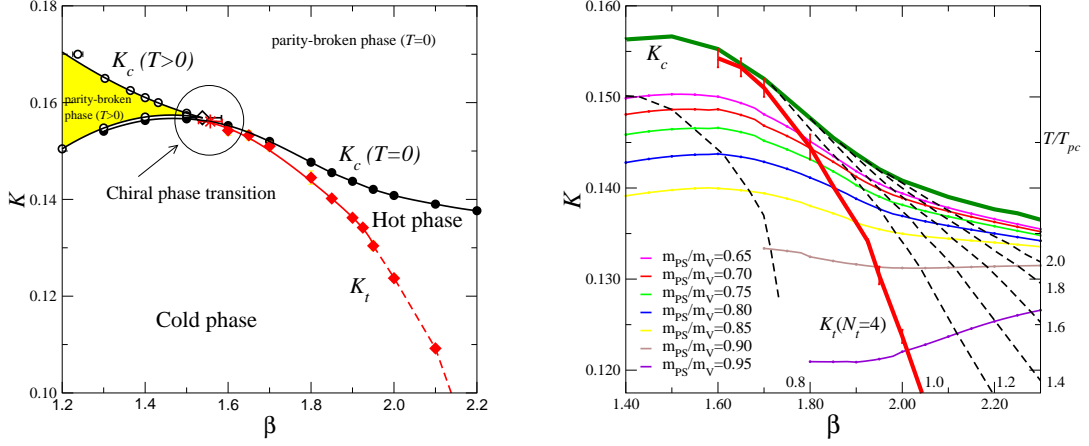 0.17
0.16
0.14
0.12
0.10
K
1.2
1.4
1.6
1.8
2.0
2.2
β
parity-broken phase (T=0)
K_c (T>0)
parity-broken
phase (T>0)
K_c (T=0)
Chiral phase transition
Hot phase
K_t
Cold phase
0.160
0.150
0.140
0.130
0.120
K
1.40
1.60
1.80
2.00
2.20
β
K_c
T/T_pc
m_PS/m_V=0.65
m_PS/m_V=0.70
m_PS/m_V=0.75
m_PS/m_V=0.80
m_PS/m_V=0.85
m_PS/m_V=0.90
m_PS/m_V=0.95
K_t(N_t=4)
0.8
1.0
1.2
1.4
1.6
1.8
2.0